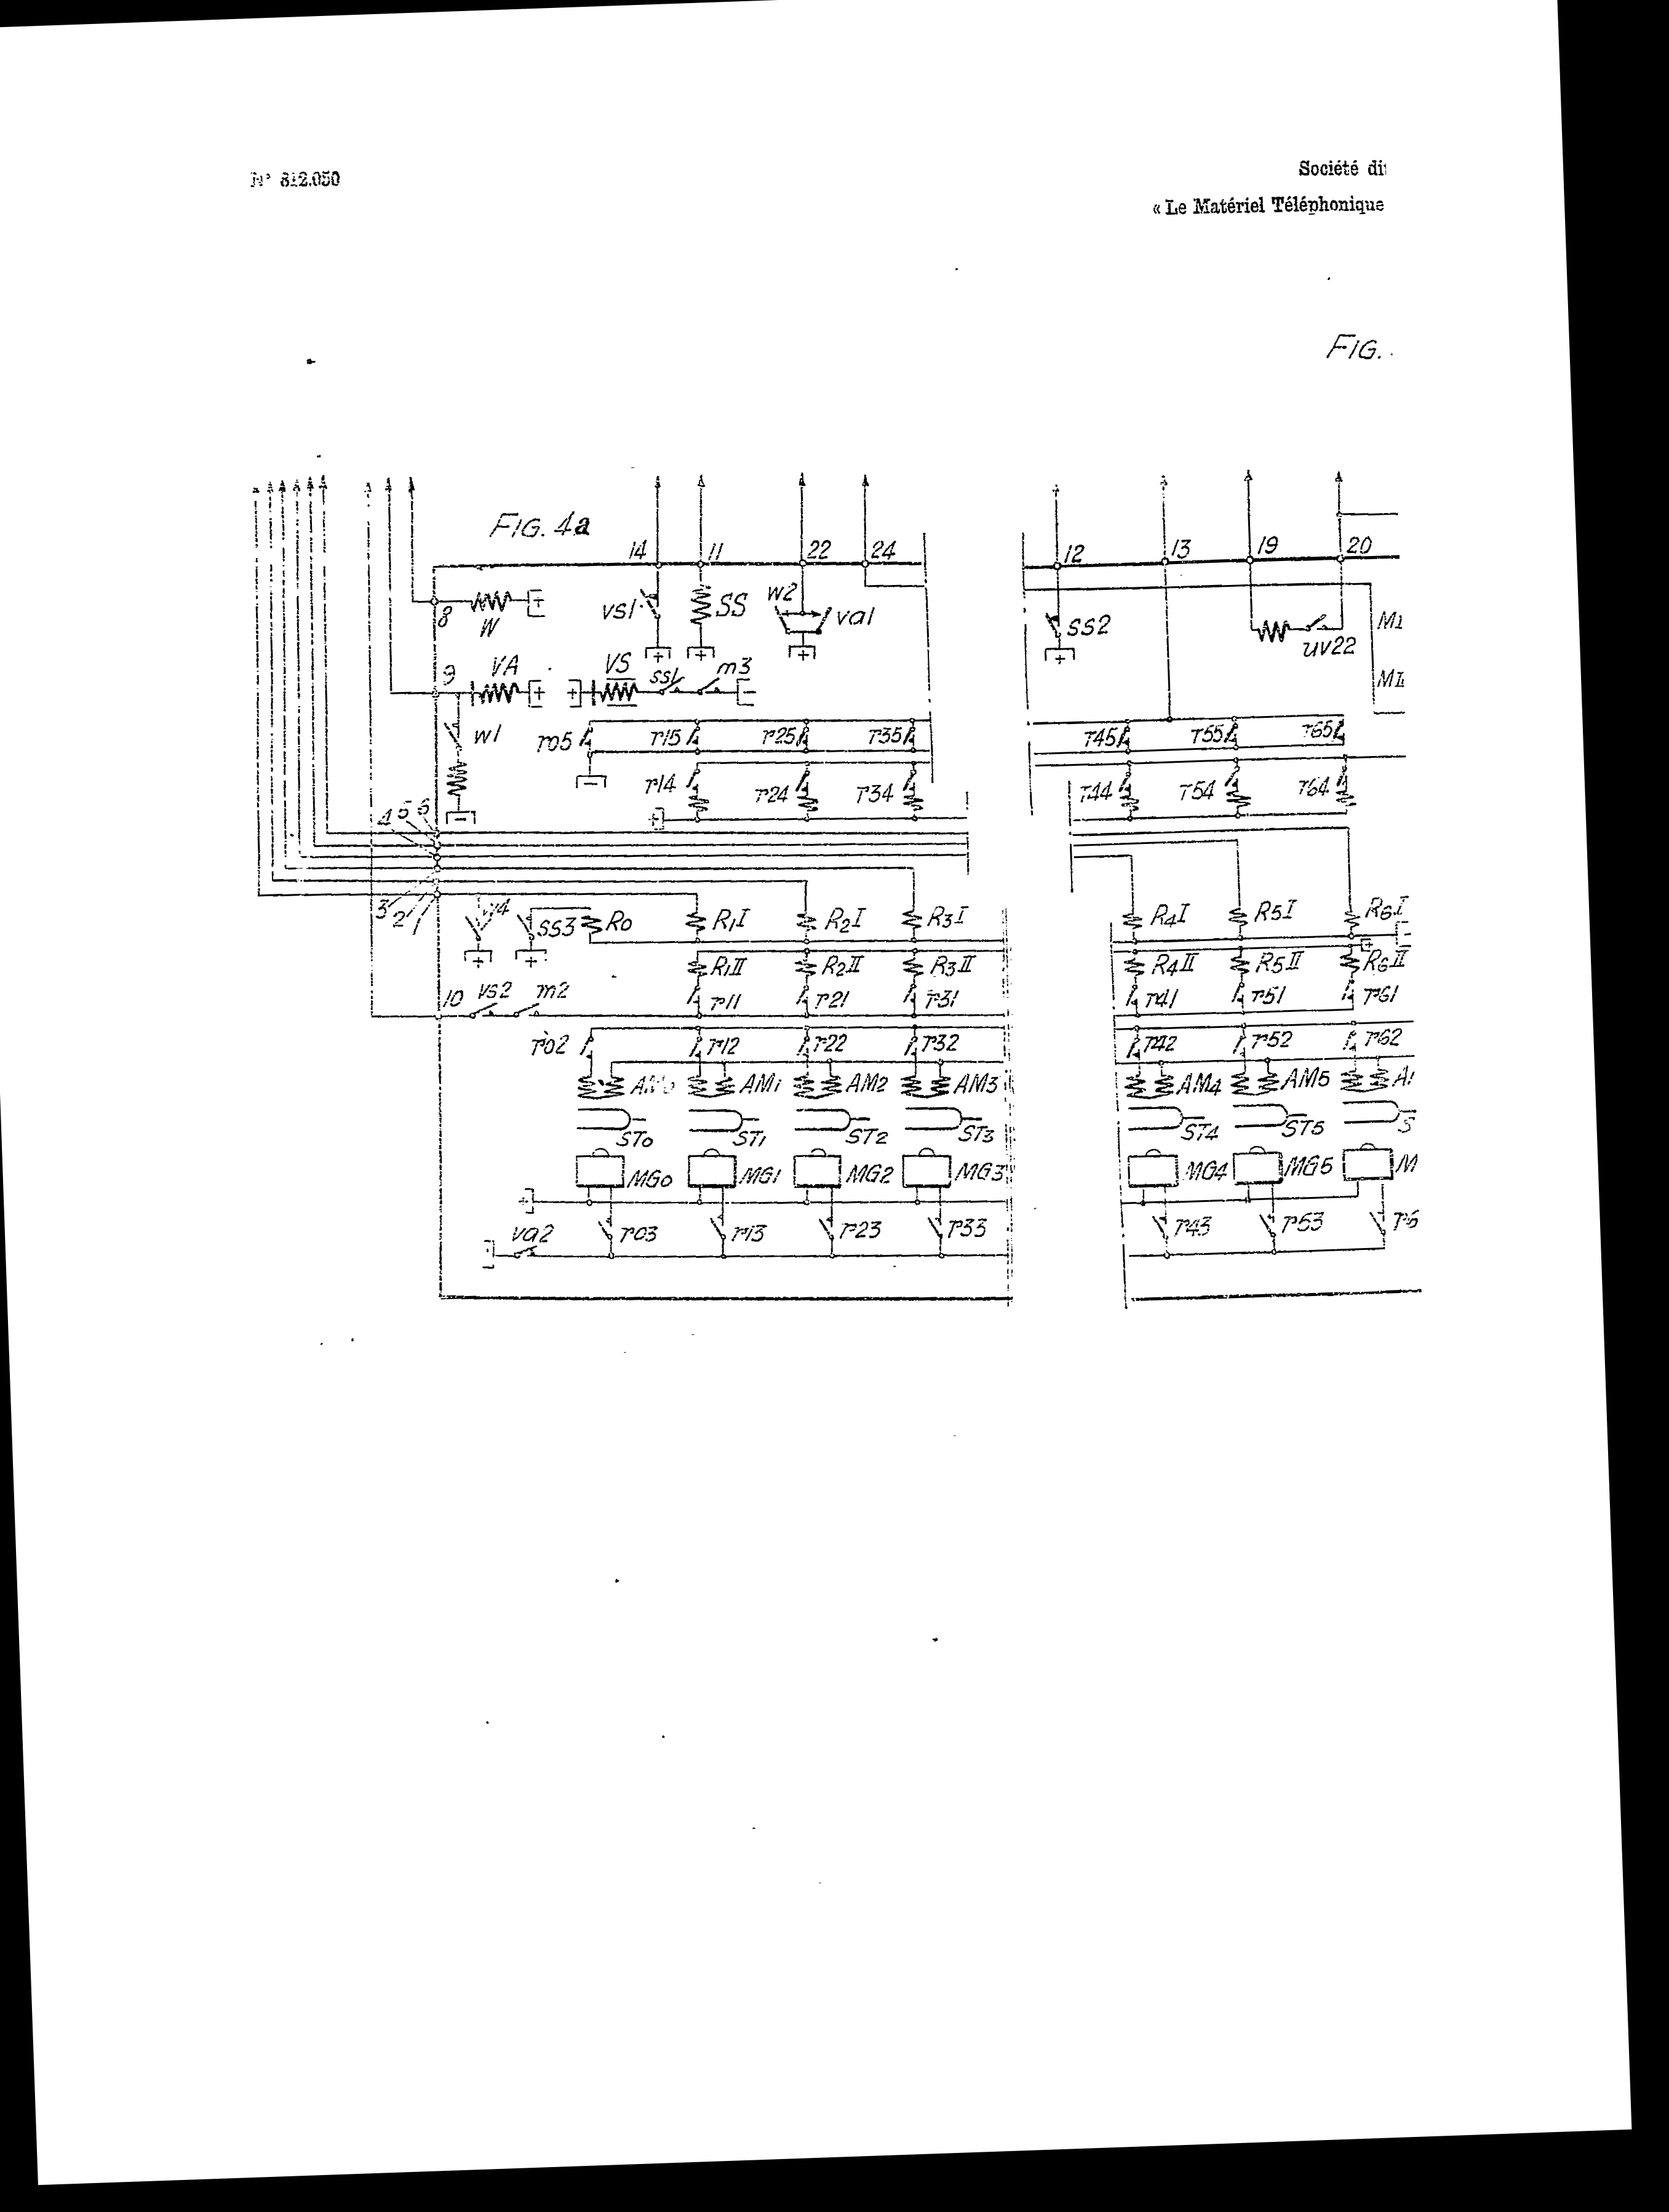 N° 812.050
Société di
« Le Matériel Téléphonique
FIG.
FIG. 4a
14 11 22 24 12 13 19 20
8 W vs1 SS w2 va1 SS2 uv22 M1
9 VA VS ss1 m3
w1 r05 r15 r25 r35 r45 r55 r65
r14 r24 r34 r44 r54 r64
4 5 6
3 2 1
SS3 R0 R1I R2I R3I R4I R5I R6I
R1II R2II R3II R4II R5II R6II
10 vs2 m2 r11 r21 r31 r41 r51 r61
r02 r12 r22 r32 r42 r52 r62
AM0 AM1 AM2 AM3 AM4 AM5
ST0 ST1 ST2 ST3 ST4 ST5 S
MG0 MG1 MG2 MG3 MG4 MG5 M
va2 r03 r13 r23 r33 r43 r53 r6